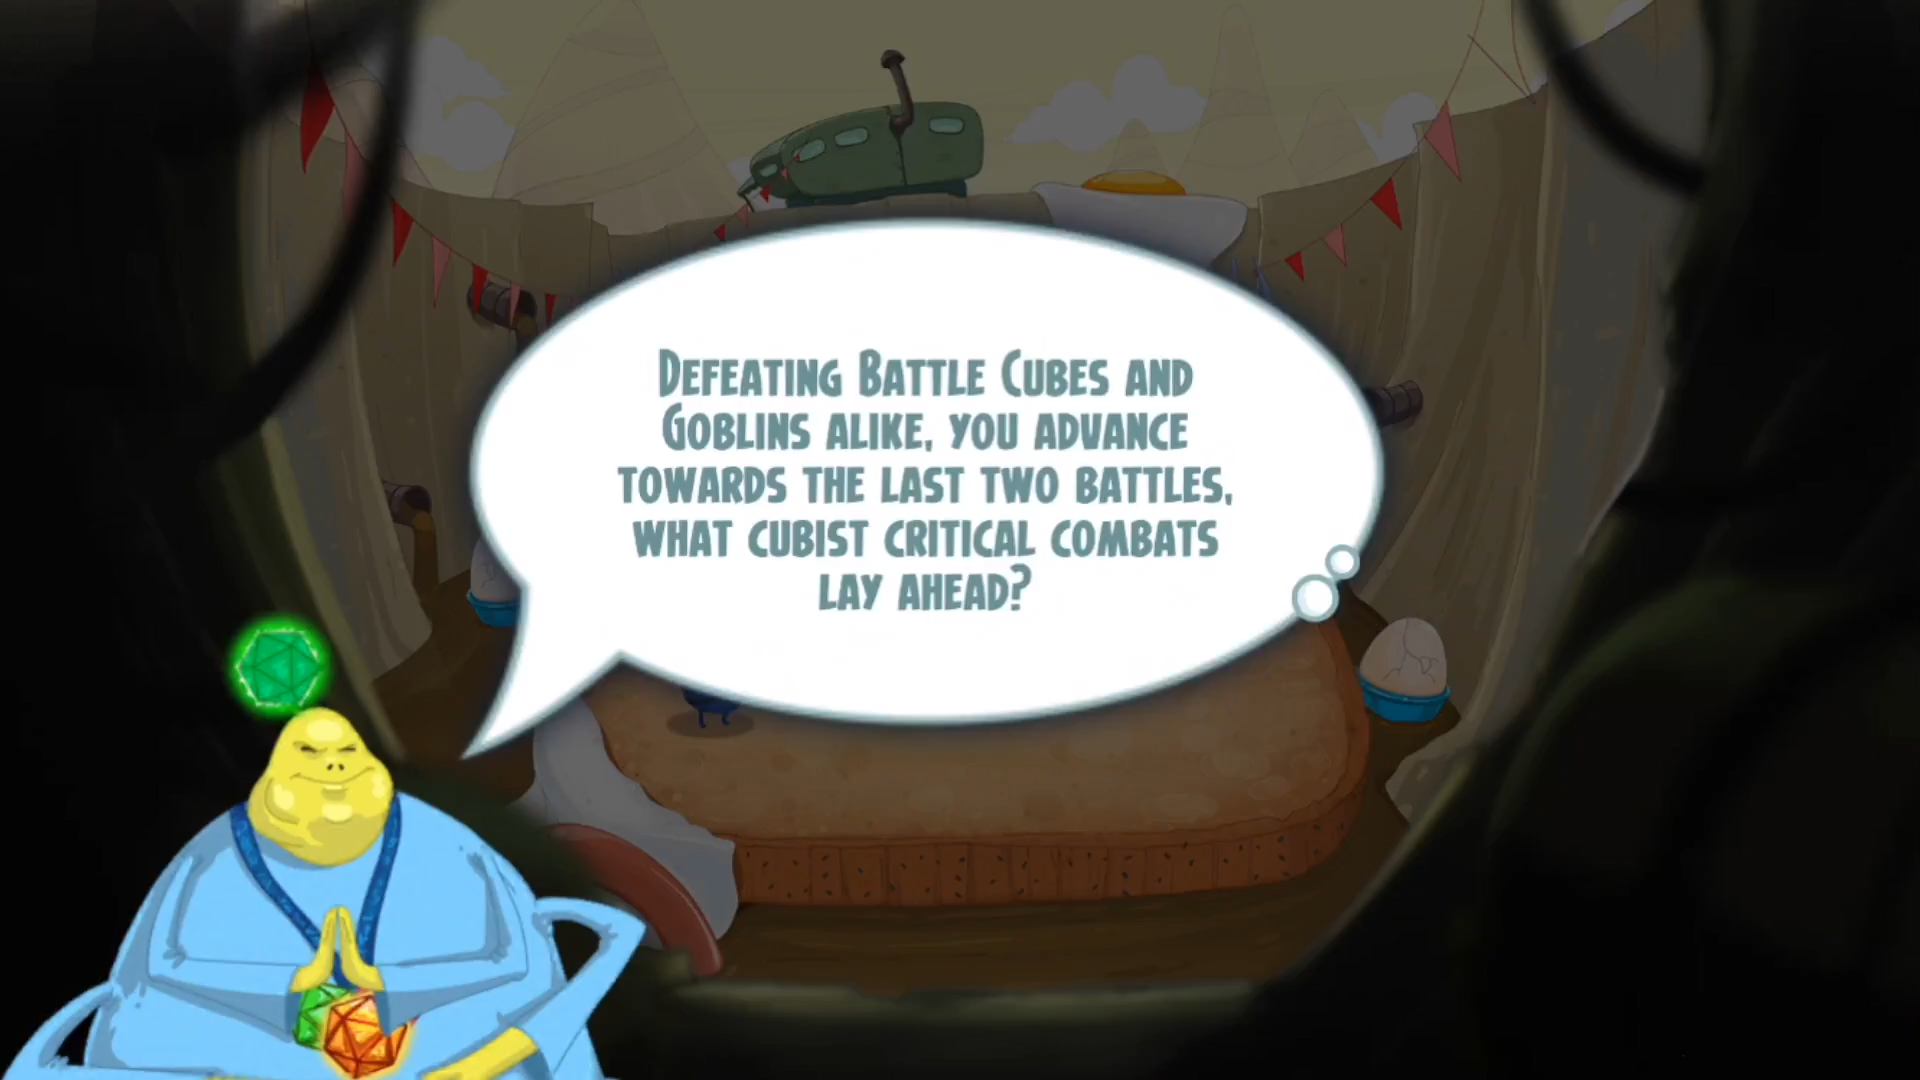 Defeating Battle Cubes and
Goblins alike, you advance
towards the last two battles,
what cubist critical combats
lay ahead?